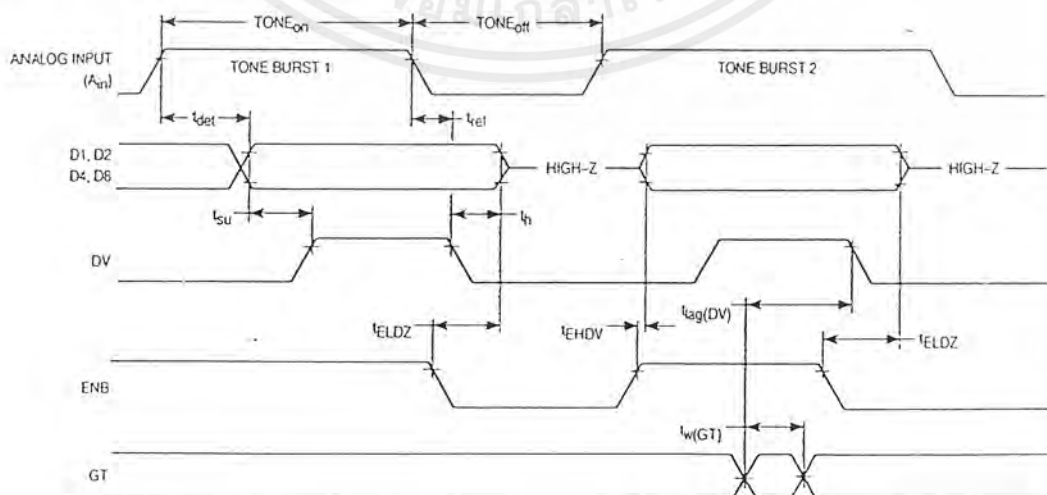 TONEon
TONEoff
ANALOG INPUT
(Ain)
TONE BURST 1
TONE BURST 2
tdet
trel
D1, D2
D4, D8
HIGH-Z
HIGH-Z
tsu
th
DV
tlag(DV)
tELDZ
tEHDV
tELDZ
ENB
tw(GT)
GT